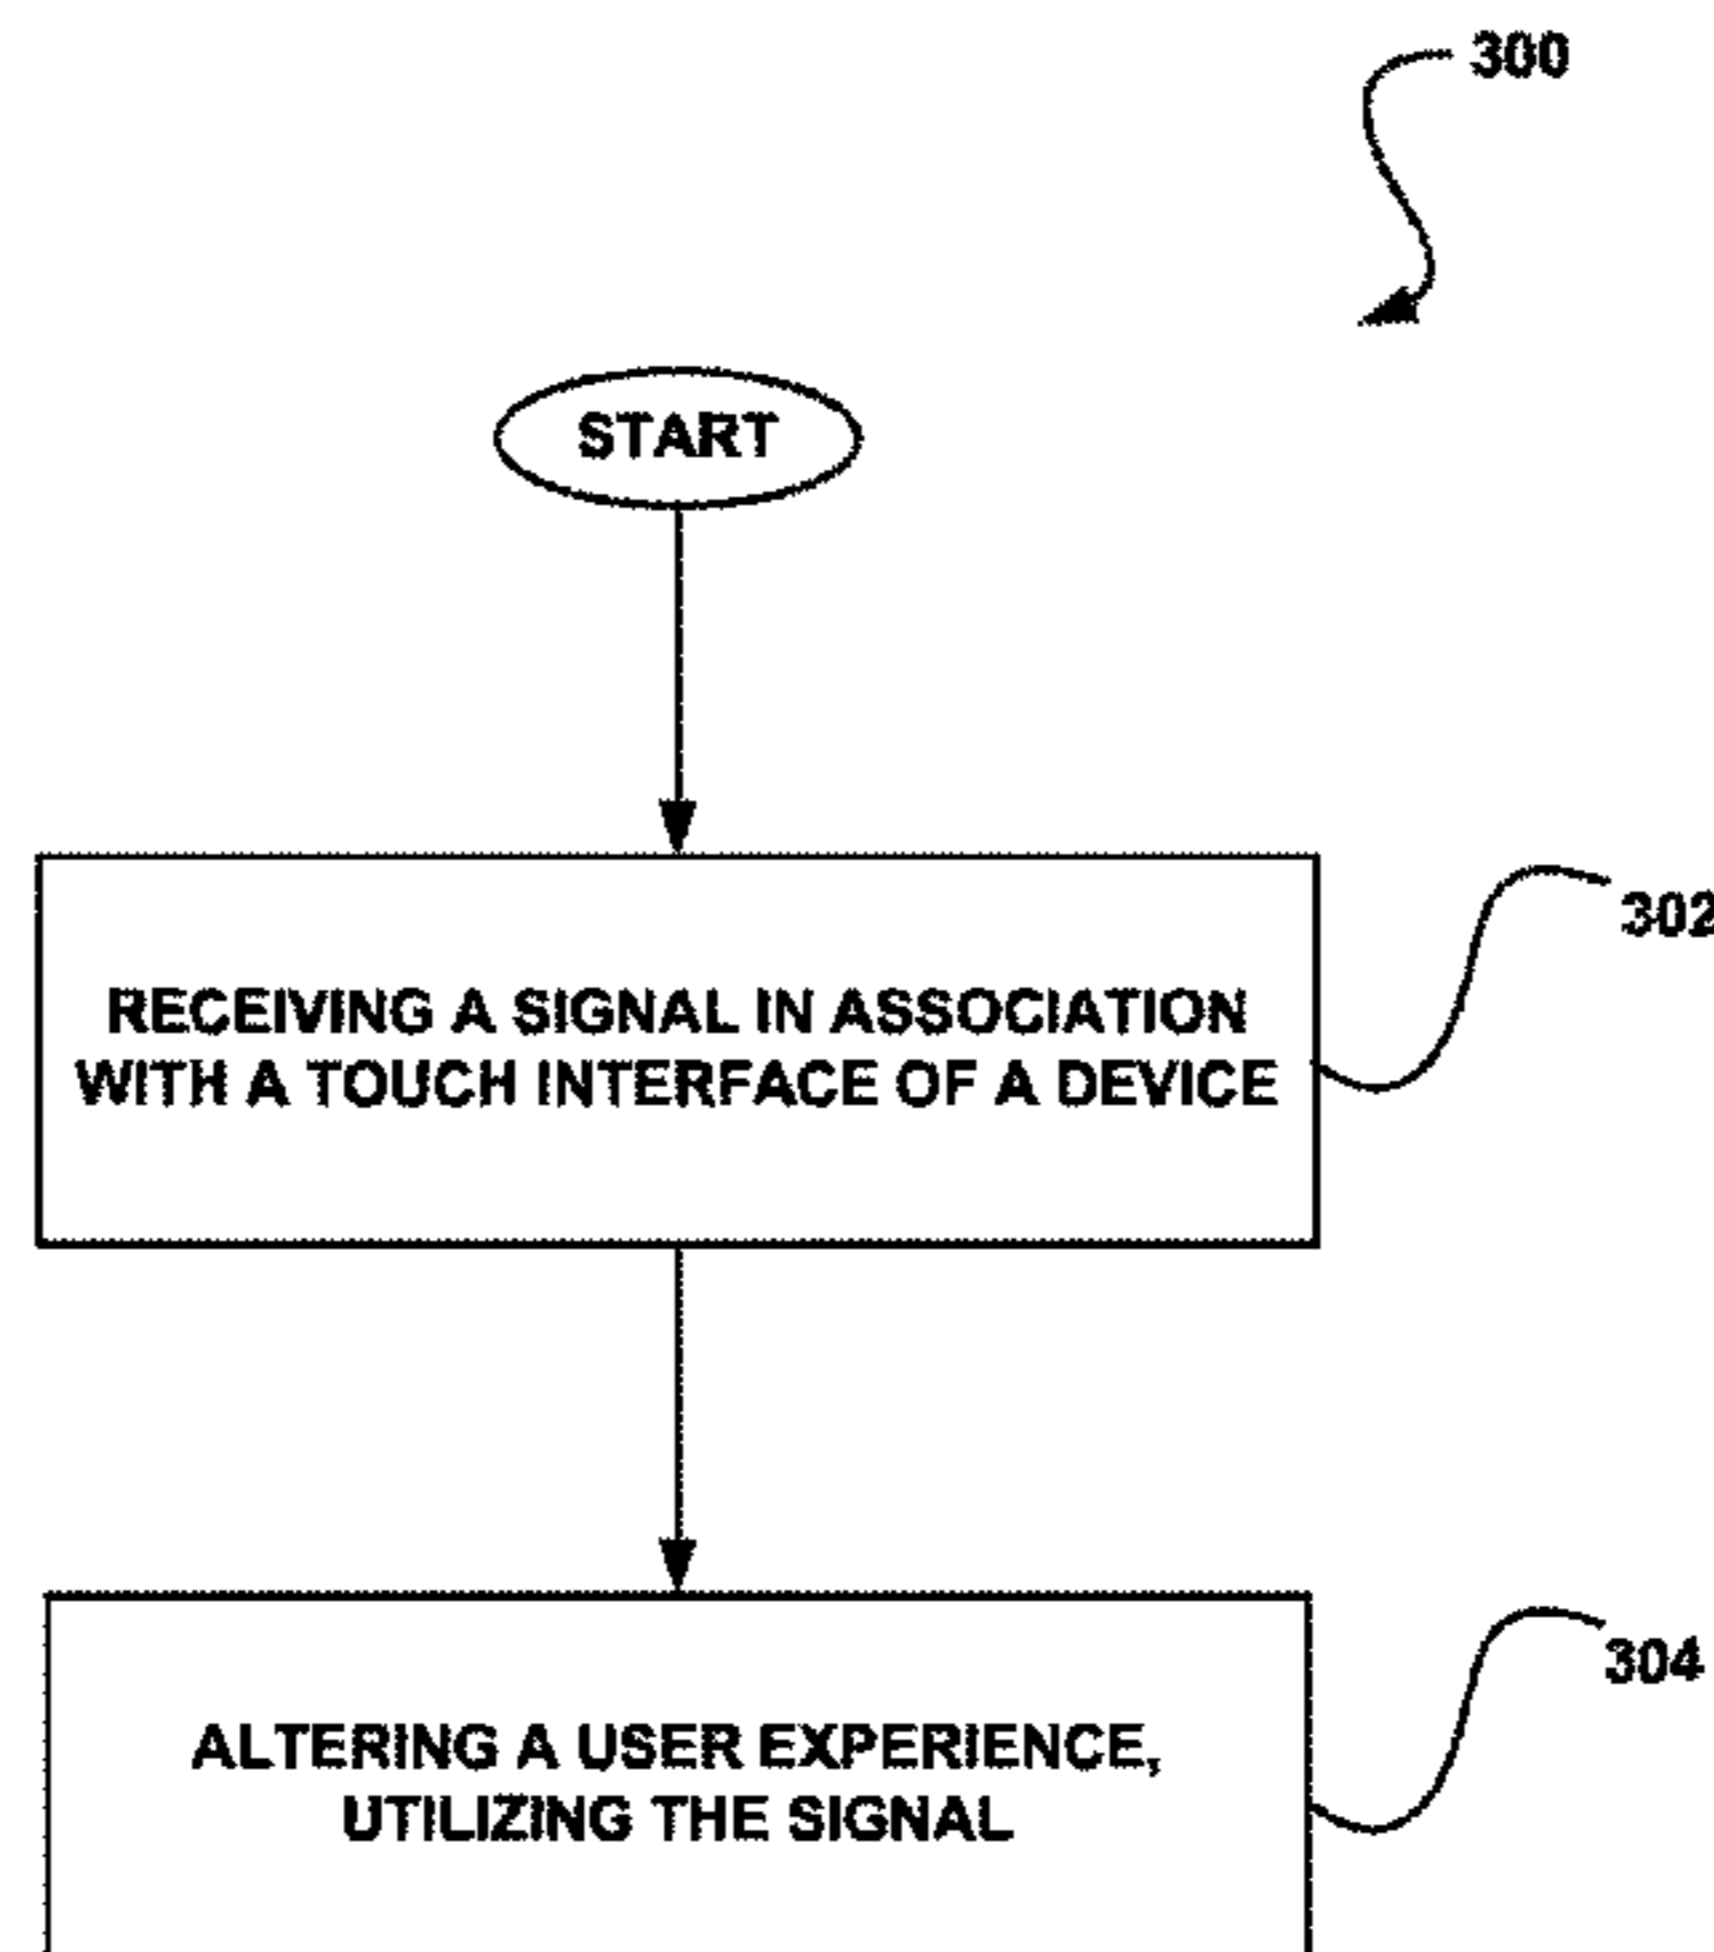 300
START
302
RECEIVING A SIGNAL IN ASSOCIATION
WITH A TOUCH INTERFACE OF A DEVICE
304
ALTERING A USER EXPERIENCE,
UTILIZING THE SIGNAL